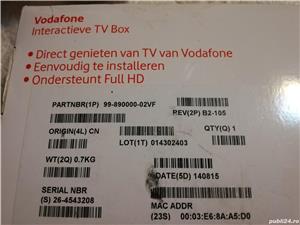 Vodafone
Interactieve TV Box
• Direct genieten van TV van Vodafone
• Eenvoudig te installeren
• Ondersteunt Full HD
PARTNBR(1P) 99-890000-02VF
REV(2P) B2-105
ORIGIN(4L) CN
LOT(1T) 014302403
QTY(Q) 1
WT(2Q) 0.7KG
DATE(5D) 140815
SERIAL NBR
(S) 26-4543208
MAC ADDR
(23S) 00:03:E6:8A:A5:D0
publi24.ro